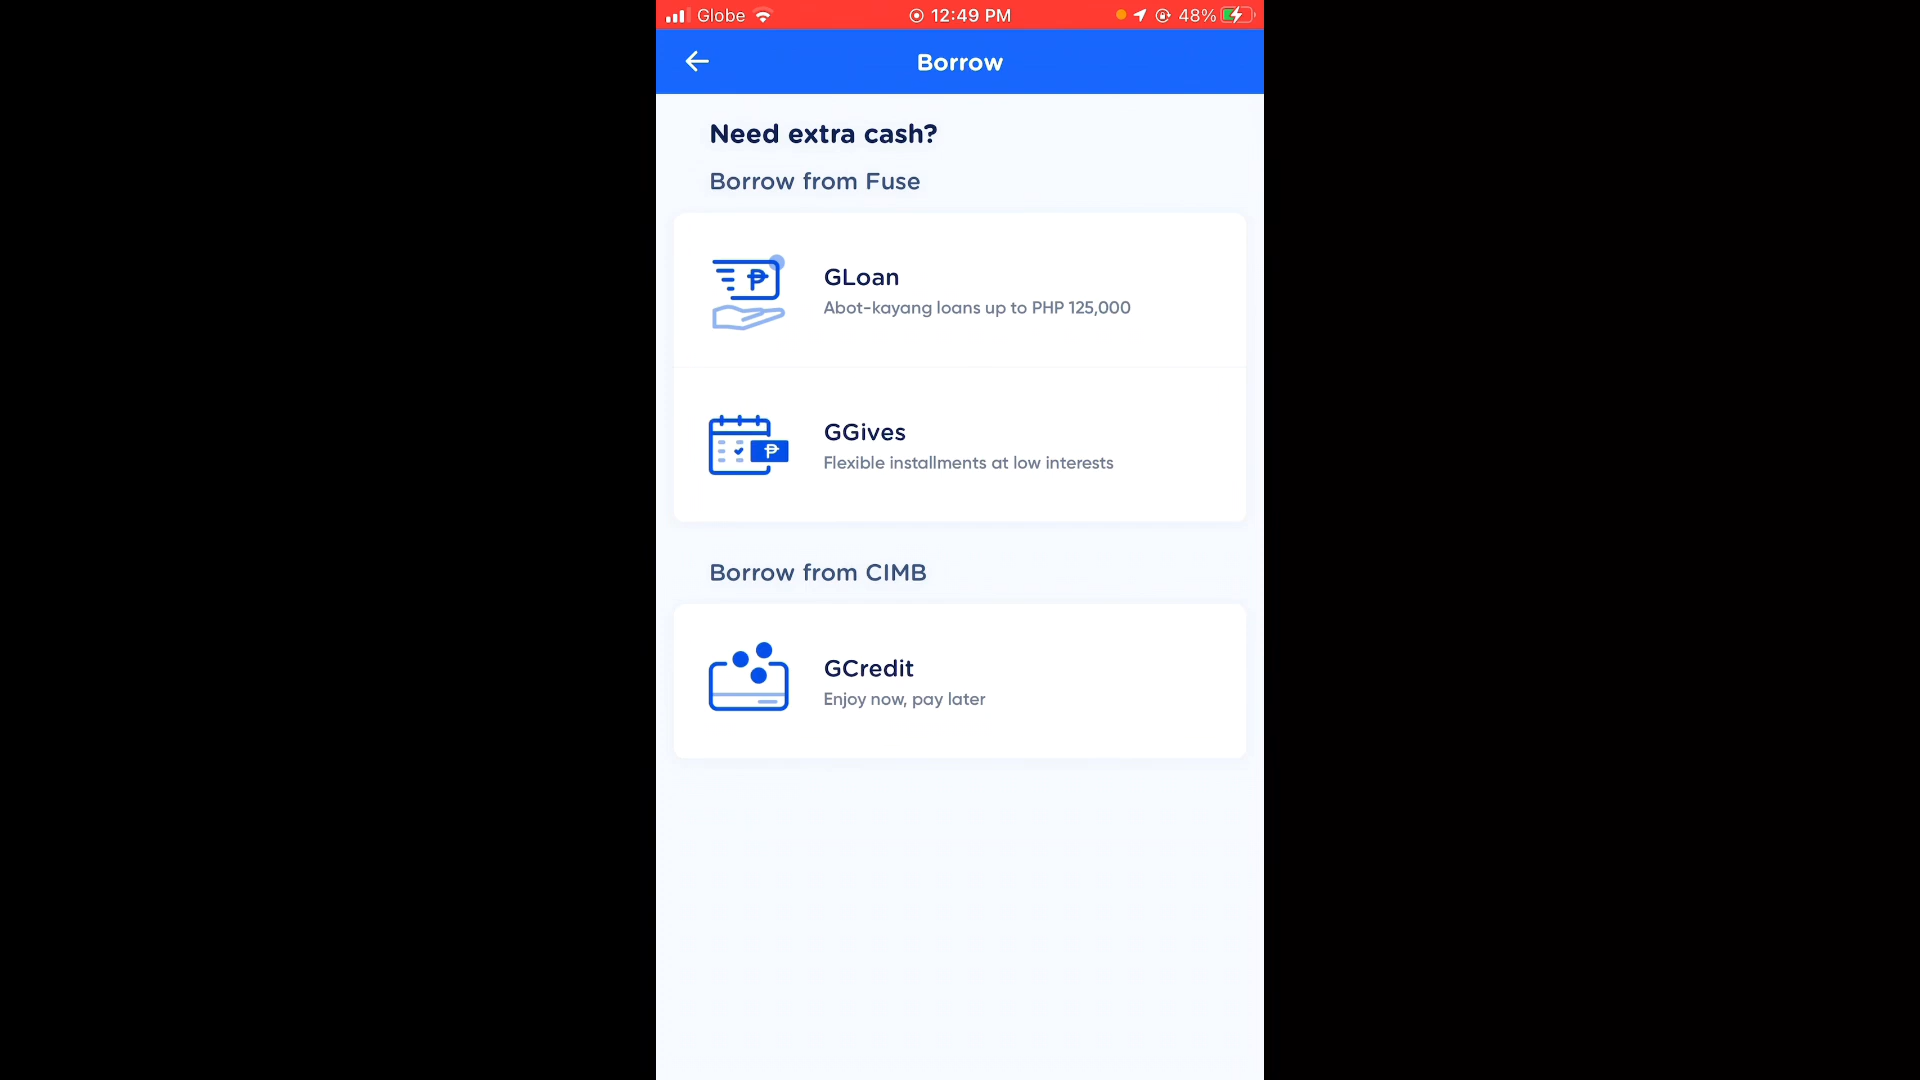 Globe 12:49 PM 48%
Borrow
Need extra cash?
Borrow from Fuse
₱
GLoan
Abot-kayang loans up to PHP 125,000
₱
GGives
Flexible installments at low interests
Borrow from CIMB
GCredit
Enjoy now, pay later